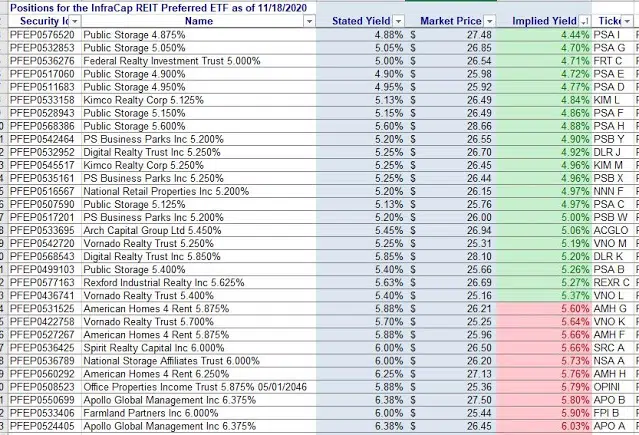 Positions for the InfraCap REIT Preferred ETF as of 11/18/2020
Security I Name Stated Yield Market Price Implied Yield Ticke
PFEP0576520 Public Storage 4.875% 4.88% $ 27.48 4.44% PSA I
PFEP0532853 Public Storage 5.050% 5.05% $ 26.85 4.70% PSA G
PFEP0536276 Federal Realty Investment Trust 5.000% 5.00% $ 26.54 4.71% FRT C
PFEP0517060 Public Storage 4.900% 4.90% $ 25.98 4.72% PSA E
PFEP0511683 Public Storage 4.950% 4.95% $ 25.92 4.77% PSA D
PFEP0533158 Kimco Realty Corp 5.125% 5.13% $ 26.49 4.84% KIM L
PFEP0528943 Public Storage 5.150% 5.15% $ 26.49 4.86% PSA F
PFEP0568386 Public Storage 5.600% 5.60% $ 28.66 4.88% PSA H
PFEP0542464 PS Business Parks Inc 5.200% 5.20% $ 26.55 4.90% PSB Y
PFEP0532952 Digital Realty Trust Inc 5.250% 5.25% $ 26.70 4.92% DLR J
PFEP0545517 Kimco Realty Corp 5.250% 5.25% $ 26.45 4.96% KIM M
PFEP0535161 PS Business Parks Inc 5.250% 5.25% $ 26.44 4.96% PSB X
PFEP0516567 National Retail Properties Inc 5.200% 5.20% $ 26.15 4.97% NNN F
PFEP0507590 Public Storage 5.125% 5.13% $ 25.76 4.97% PSA C
PFEP0517201 PS Business Parks Inc 5.200% 5.20% $ 26.00 5.00% PSB W
PFEP0533695 Arch Capital Group Ltd 5.450% 5.45% $ 26.94 5.06% ACGLO
PFEP0542720 Vornado Realty Trust 5.250% 5.25% $ 25.31 5.19% VNO M
PFEP0568543 Digital Realty Trust Inc 5.850% 5.85% $ 28.10 5.20% DLR K
PFEP0499103 Public Storage 5.400% 5.40% $ 25.66 5.26% PSA B
PFEP0577163 Rexford Industrial Realty Inc 5.625% 5.63% $ 26.69 5.27% REXR C
PFEP0436741 Vornado Realty Trust 5.400% 5.40% $ 25.16 5.37% VNO L
PFEP0531525 American Homes 4 Rent 5.875% 5.88% $ 26.21 5.60% AMH G
PFEP0422758 Vornado Realty Trust 5.700% 5.70% $ 25.25 5.64% VNO K
PFEP0527267 American Homes 4 Rent 5.875% 5.88% $ 25.96 5.66% AMH F
PFEP0536425 Spirit Realty Capital Inc 6.000% 6.00% $ 26.50 5.66% SRC A
PFEP0536789 National Storage Affiliates Trust 6.000% 6.00% $ 26.20 5.73% NSA A
PFEP0560292 American Homes 4 Rent 6.250% 6.25% $ 27.13 5.76% AMH H
PFEP0508523 Office Properties Income Trust 5.875% 05/01/2046 5.88% $ 25.36 5.79% OPINI
PFEP0550699 Apollo Global Management Inc 6.375% 6.38% $ 27.50 5.80% APO B
PFEP0533406 Farmland Partners Inc 6.000% 6.00% $ 25.44 5.90% FPI B
PFEP0524405 Apollo Global Management Inc 6.375% 6.38% $ 26.45 6.03% APO A